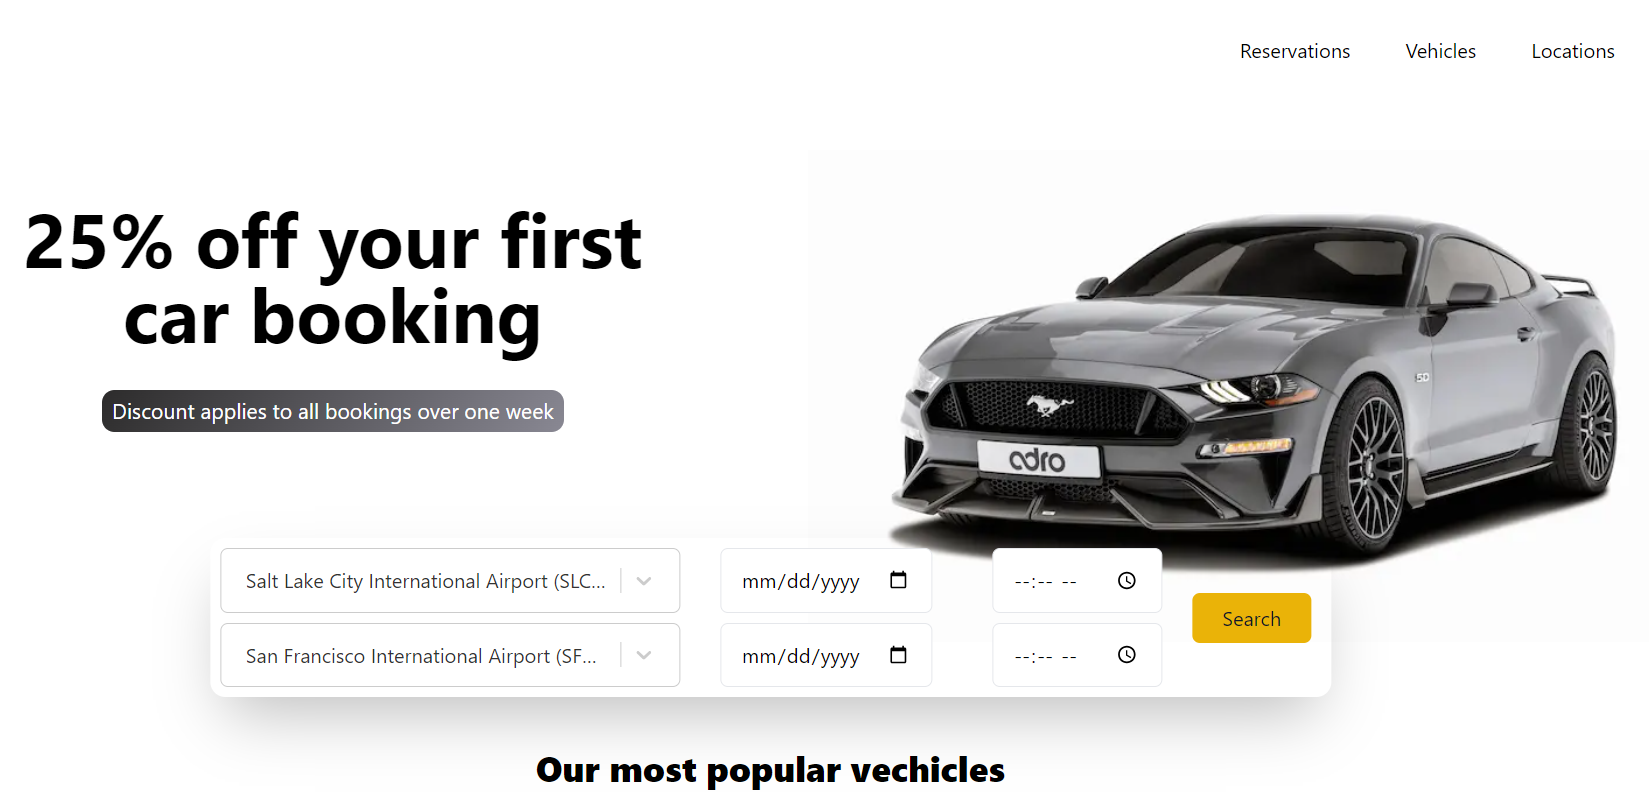 Reservations Vehicles Locations
25% off your first
car booking
Discount applies to all bookings over one week
5.0
adro
Salt Lake City International Airport (SLC... mm/dd/yyyy --:-- --
Search
San Francisco International Airport (SF... mm/dd/yyyy --:-- --
Our most popular vechicles